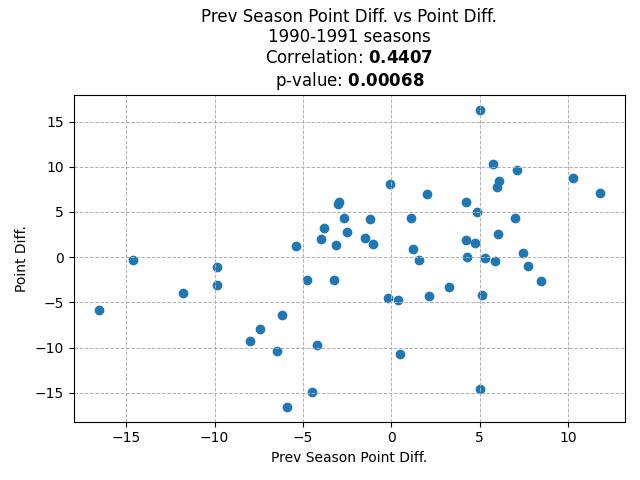 Prev Season Point Diff. vs Point Diff.
1990-1991 seasons
Correlation: 0.4407
p-value: 0.00068
15
10
5
0
−5
−10
−15
Point Diff.
−15 −10 −5 0 5 10
Prev Season Point Diff.